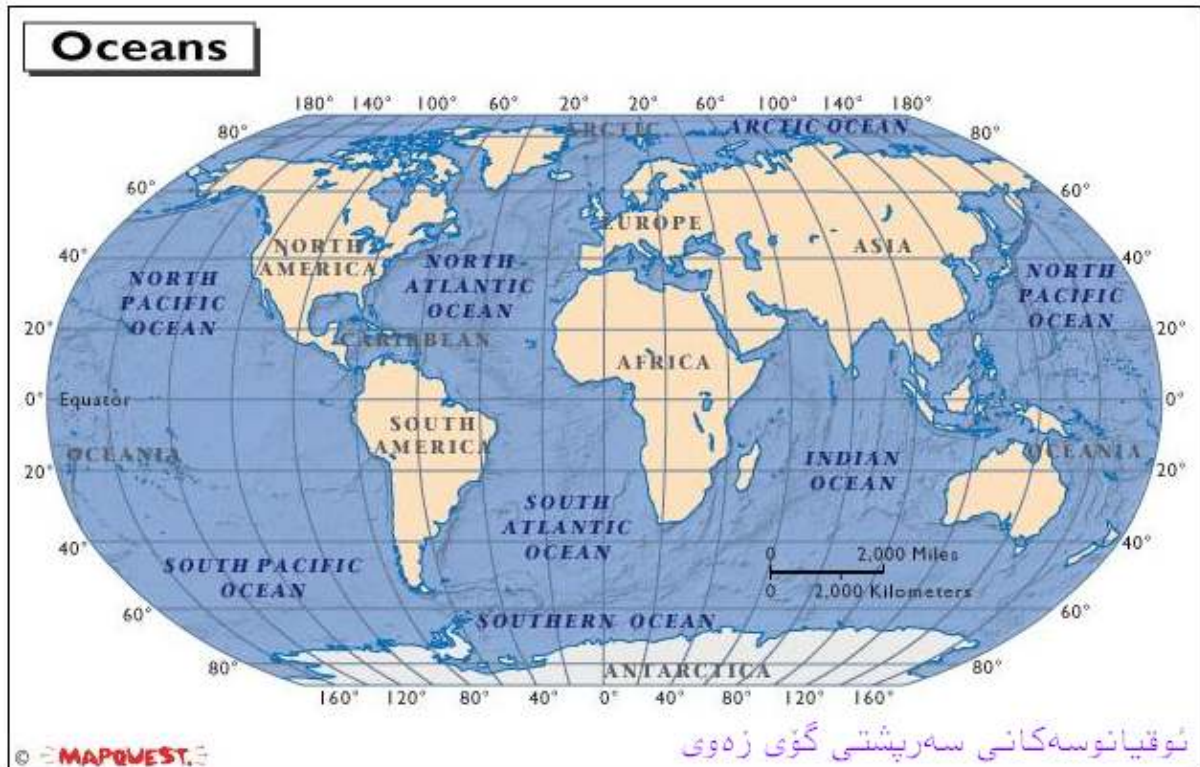 Oceans
180° 140° 100° 60° 20° 20° 60° 100° 140° 180°
80° ARCTIC ARCTIC OCEAN 80°
60° 60°
EUROPE
NORTH AMERICA
ASIA
40° 40°
NORTH PACIFIC OCEAN
NORTH ATLANTIC OCEAN
NORTH PACIFIC OCEAN
20° 20°
CARIBBEAN
AFRICA
0° Equator 0°
SOUTH AMERICA
OCEANIA
OCEANIA
INDIAN OCEAN
20° 20°
SOUTH ATLANTIC OCEAN
40° 40°
0 2,000 Miles
0 2,000 Kilometers
SOUTH PACIFIC OCEAN
60° 60°
SOUTHERN OCEAN
80° 80°
ANTARCTICA
160° 120° 80° 40° 0° 40° 80° 120° 160°
© MAPQUEST.
ئوقیانوسەکانی سەرپشتی گۆی زەوی